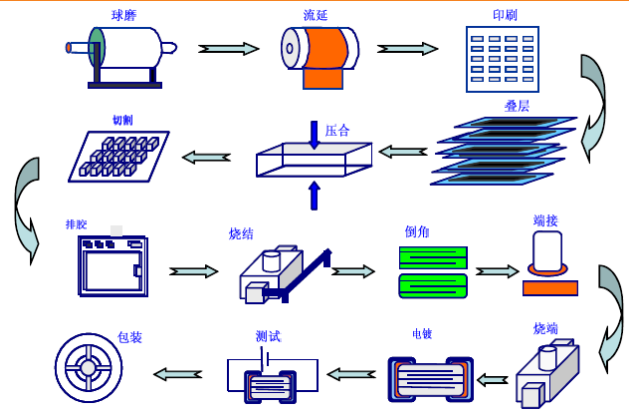 球磨
流延
印刷
叠层
压合
切割
排胶
烧结
倒角
端接
烧端
电镀
测试
包装